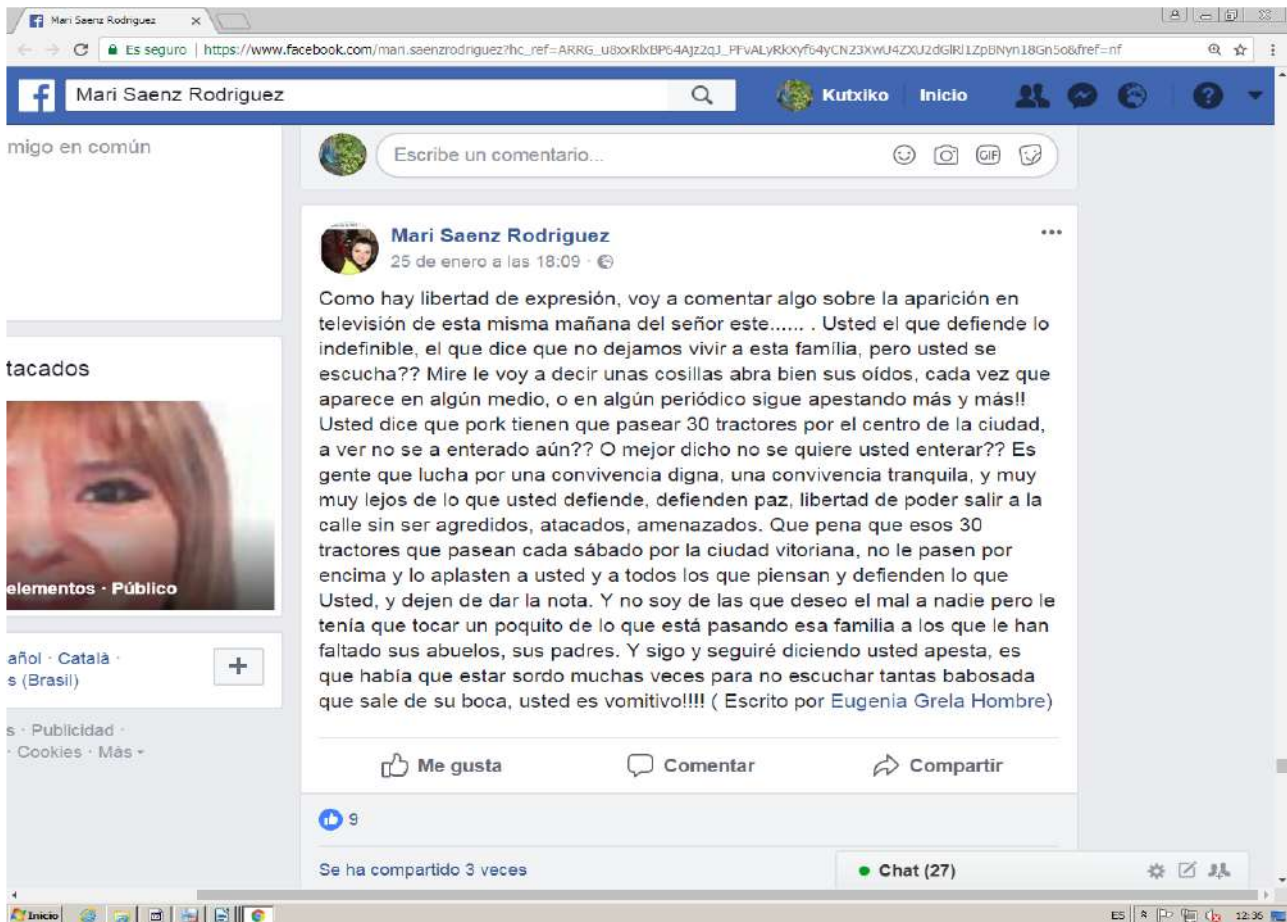 Mari Saenz Rodriguez
Es seguro | https://www.facebook.com/mari.saenzrodriguez?hc_ref=
&fref=nf
Mari Saenz Rodriguez
Kutxiko
Inicio
migo en común
Escribe un comentario...
GIF
Mari Saenz Rodriguez
25 de enero a las 18:09 ·
Como hay libertad de expresión, voy a comentar algo sobre la aparición en
televisión de esta misma mañana del señor este...... . Usted el que defiende lo
indefinible, el que dice que no dejamos vivir a esta família, pero usted se
escucha?? Mire le voy a decir unas cosillas abra bien sus oídos, cada vez que
aparece en algún medio, o en algún periódico sigue apestando más y más!!
Usted dice que pork tienen que pasear 30 tractores por el centro de la ciudad,
a ver no se a enterado aún?? O mejor dicho no se quiere usted enterar?? Es
gente que lucha por una convivencia digna, una convivencia tranquila, y muy
muy lejos de lo que usted defiende, defienden paz, libertad de poder salir a la
calle sin ser agredidos, atacados, amenazados. Que pena que esos 30
tractores que pasean cada sábado por la ciudad vitoriana, no le pasen por
encima y lo aplasten a usted y a todos los que piensan y defienden lo que
Usted, y dejen de dar la nota. Y no soy de las que deseo el mal a nadie pero le
tenía que tocar un poquito de lo que está pasando esa familia a los que le han
faltado sus abuelos, sus padres. Y sigo y seguiré diciendo usted apesta, es
que había que estar sordo muchas veces para no escuchar tantas babosada
que sale de su boca, usted es vomitivo!!!! ( Escrito por Eugenia Grela Hombre)
tacados
elementos · Público
añol · Català ·
s (Brasil)
+
s · Publicidad ·
· Cookies · Más
Me gusta
Comentar
Compartir
9
Se ha compartido 3 veces
Chat (27)
Inicio
ES
12:36